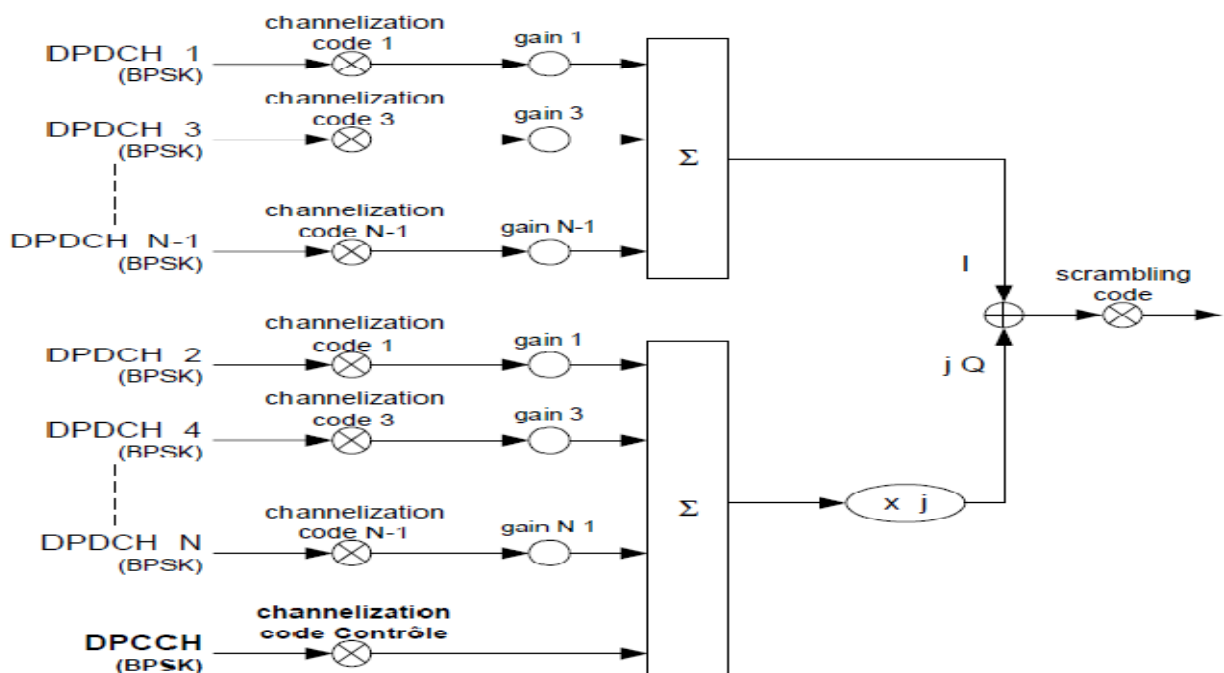 channelization
code 1
gain 1
DPDCH 1
(BPSK)
channelization
code 3
gain 3
DPDCH 3
(BPSK)
channelization
code N-1
gain N-1
DPDCH N-1
(BPSK)
Σ
I
scrambling
code
channelization
code 1
gain 1
DPDCH 2
(BPSK)
j Q
channelization
code 3
gain 3
DPDCH 4
(BPSK)
channelization
code N-1
gain N 1
DPDCH N
(BPSK)
Σ
x j
channelization
code Contrôle
DPCCH
(BPSK)